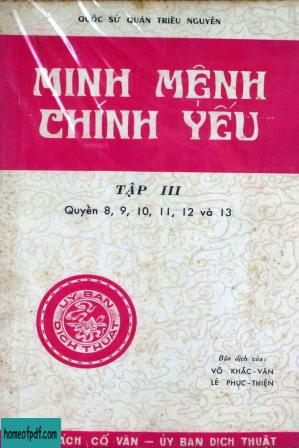 QUỐC SỬ QUÁN TRIỀU NGUYỄN
MINH MỆNH
CHÍNH YẾU
TẬP III
Quyển 8, 9, 10, 11, 12 và 13
ỦY BAN
DỊCH THUẬT
Bản dịch của:
VÕ KHẮC-VĂN
LÊ PHỤC-THIỆN
SÁCH CỔ VĂN — ỦY BAN DỊCH THUẬT
homeofpdf.com